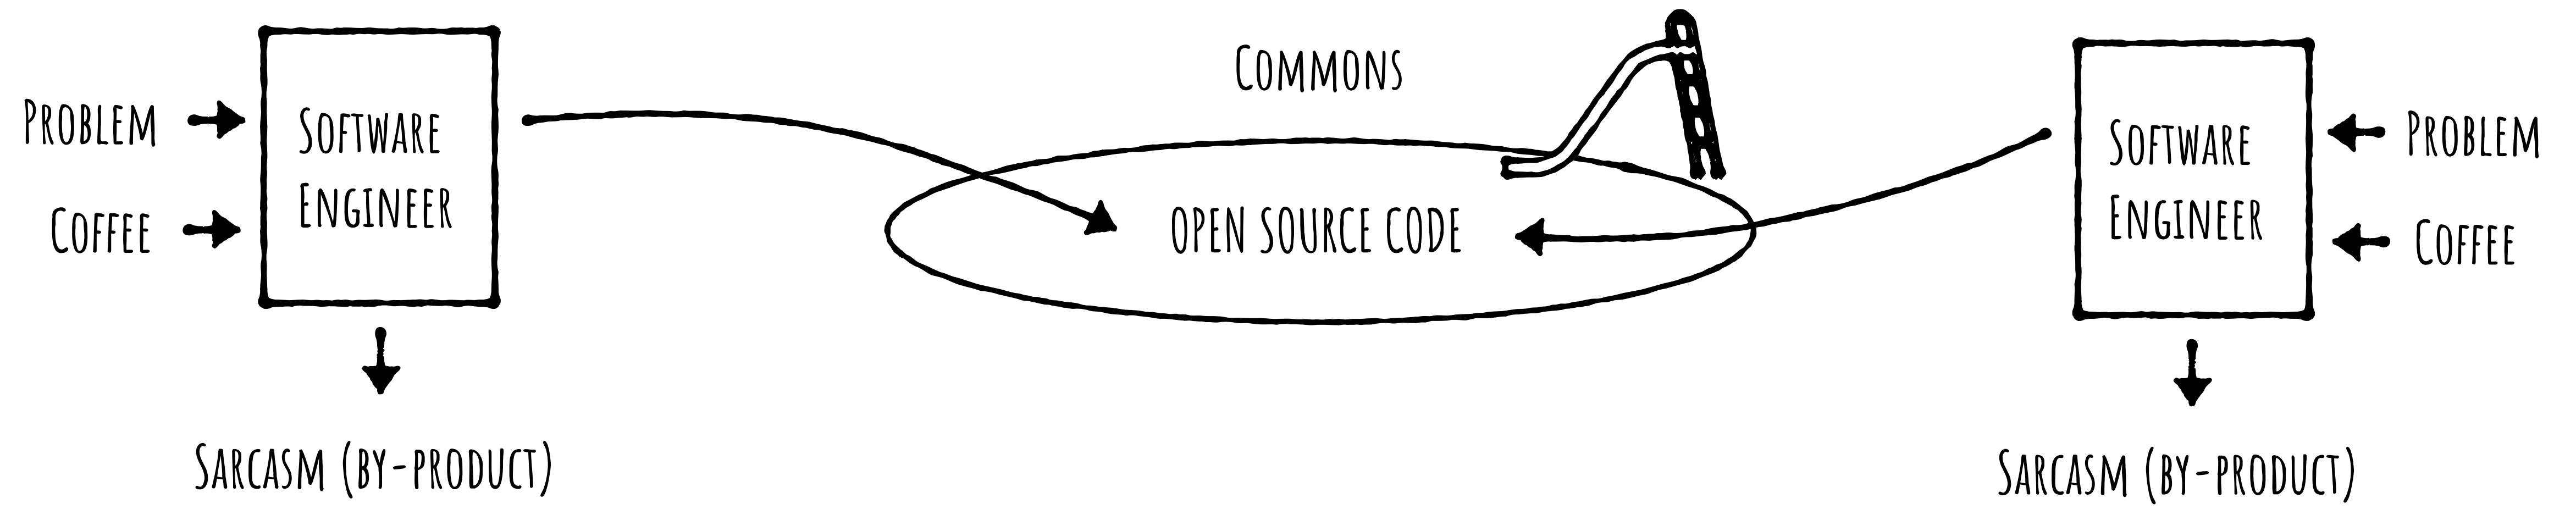 Problem
Coffee
Software
Engineer
Sarcasm (by-product)
Commons
open source code
Software
Engineer
Problem
Coffee
Sarcasm (by-product)